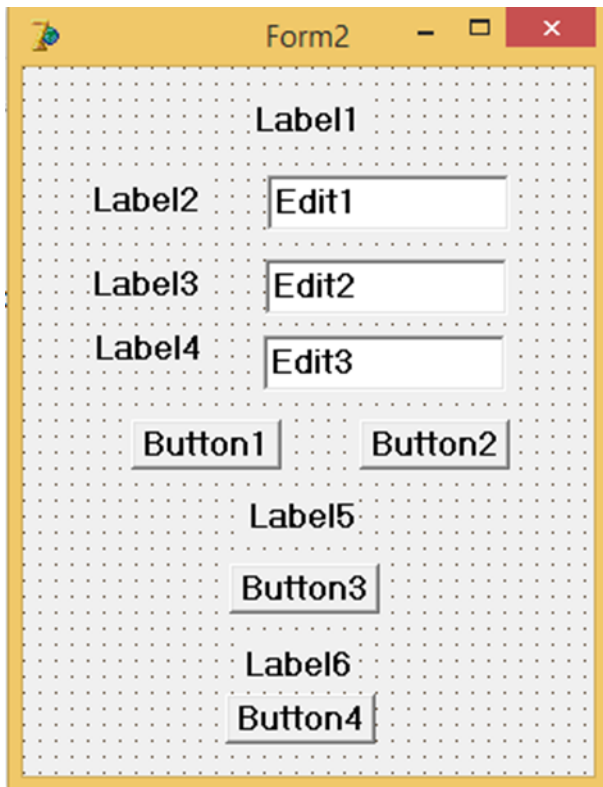 Form2
Label1
Label2 Edit1
Label3 Edit2
Label4 Edit3
Button1 Button2
Label5
Button3
Label6
Button4